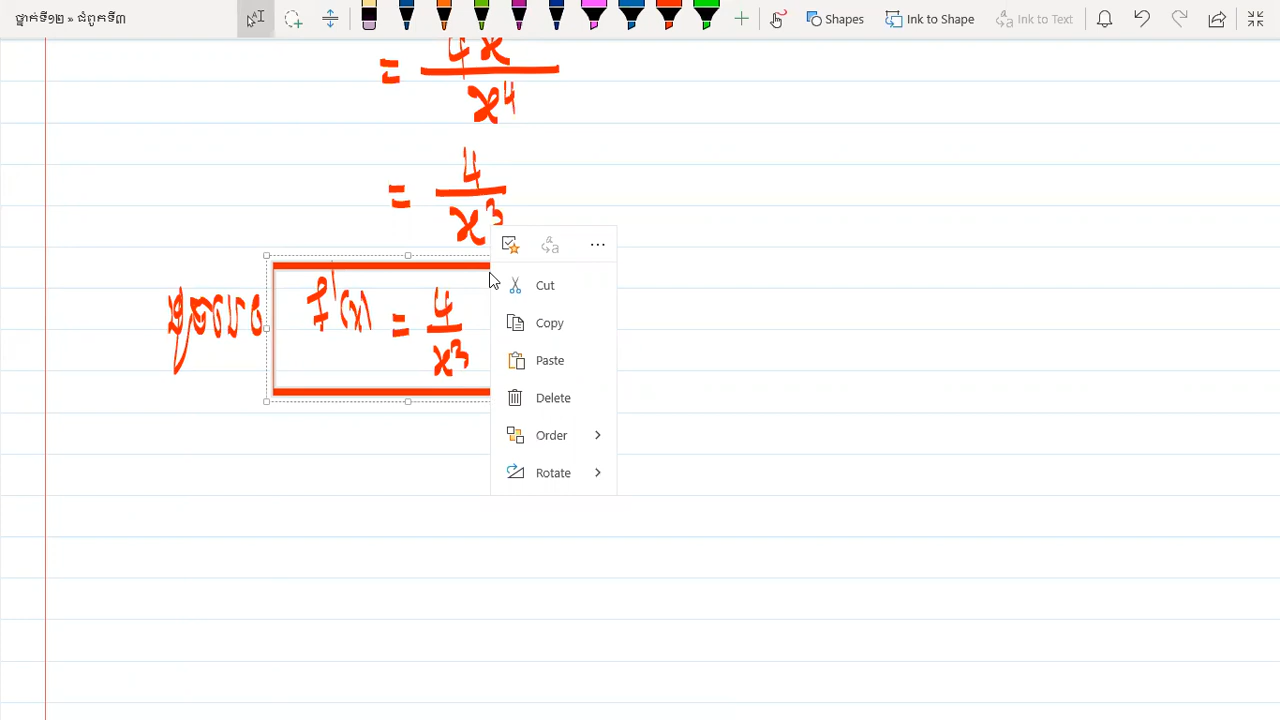 ថ្នាក់ទី១២ » ជំពូកទី៣
Shapes
Ink to Shape
Ink to Text
= 4x / x⁴
= 4 / x³
ដូចនេះ f'(x) = 4 / x³
Cut
Copy
Paste
Delete
Order
Rotate